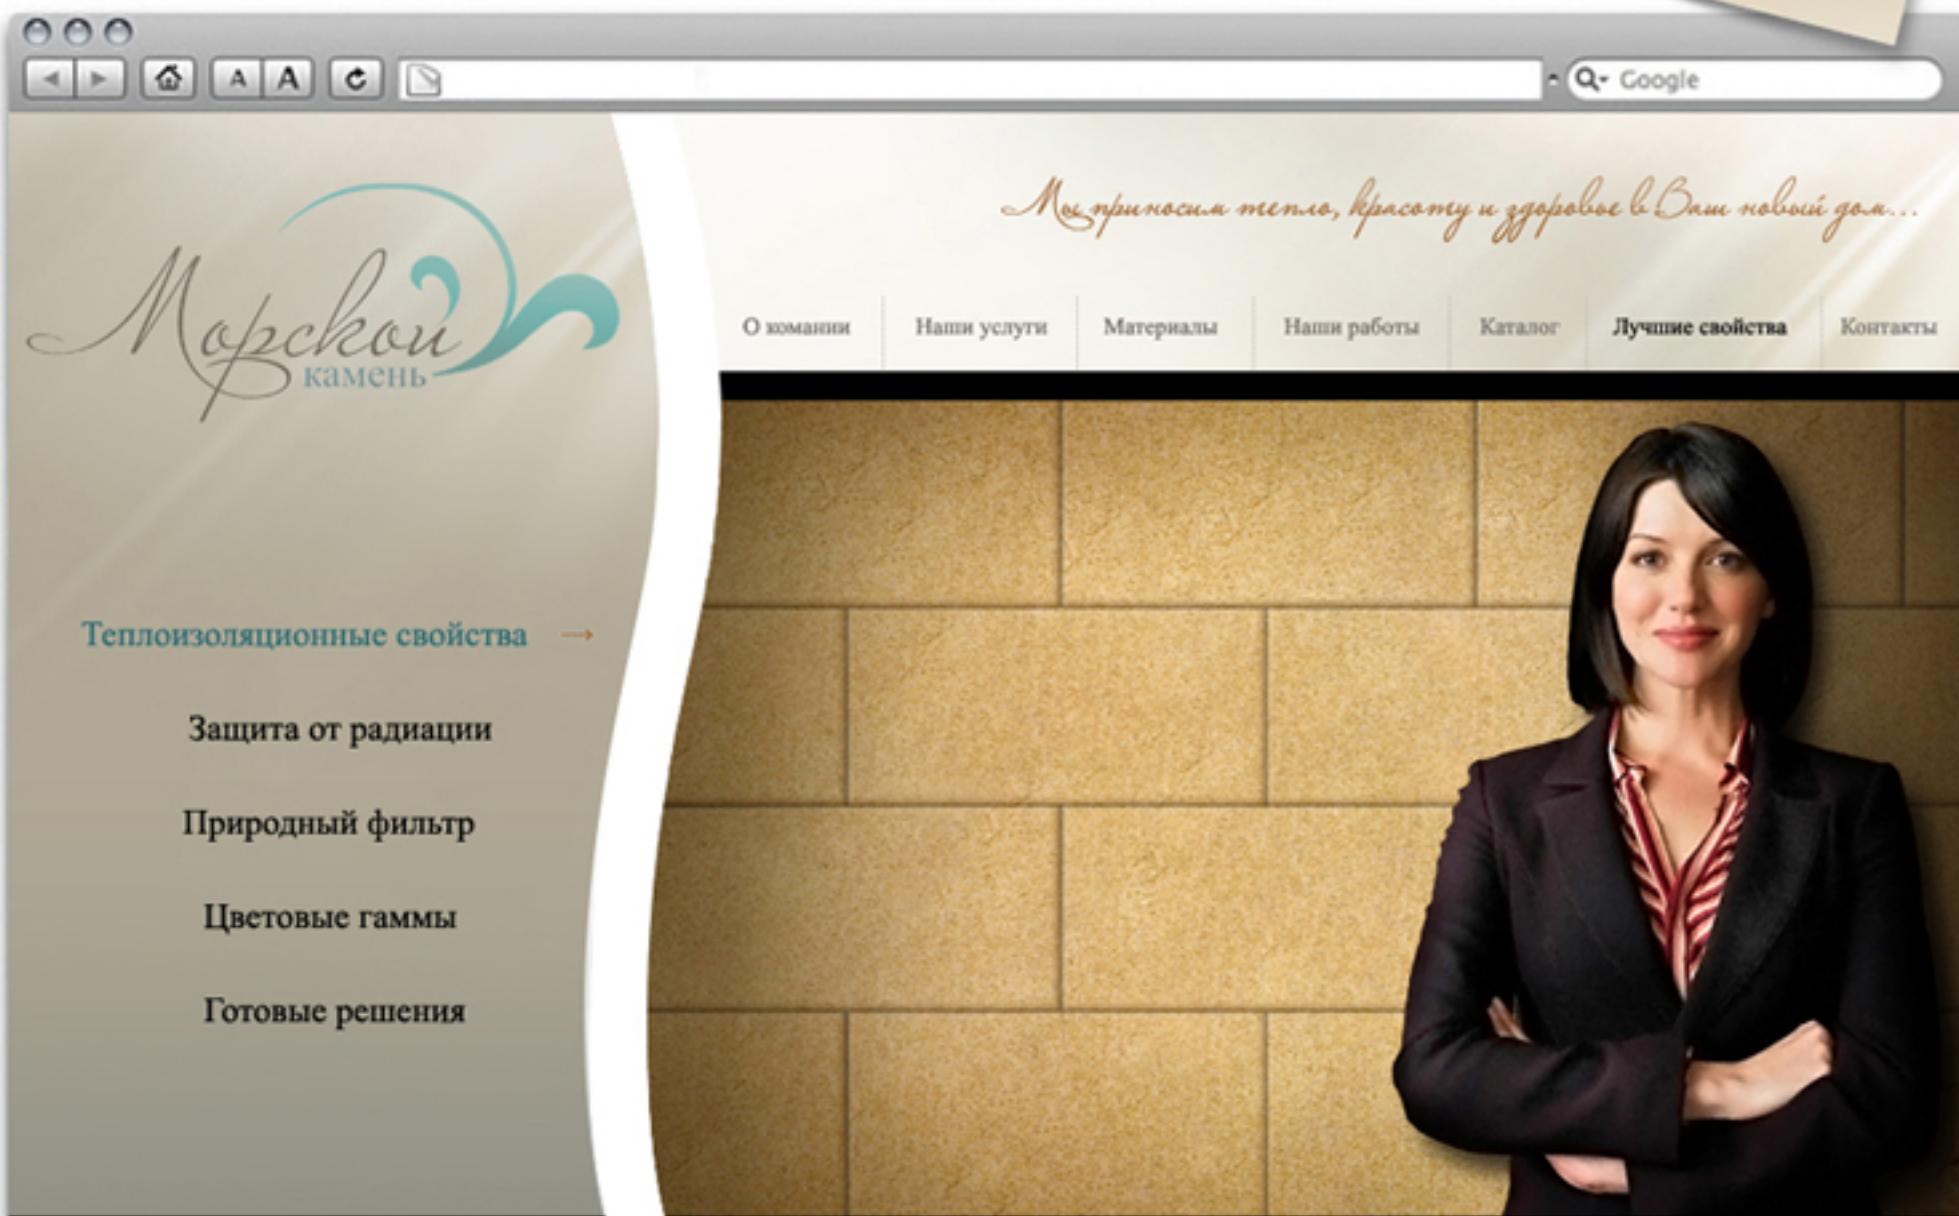 A A Google
Мы приносим тепло, красоту и здоровье в Ваш новый дом...
Морской
камень
О комании Наши услуги Материалы Наши работы Каталог Лучшие свойства Контакты
Теплоизоляционные свойства →
Защита от радиации
Природный фильтр
Цветовые гаммы
Готовые решения